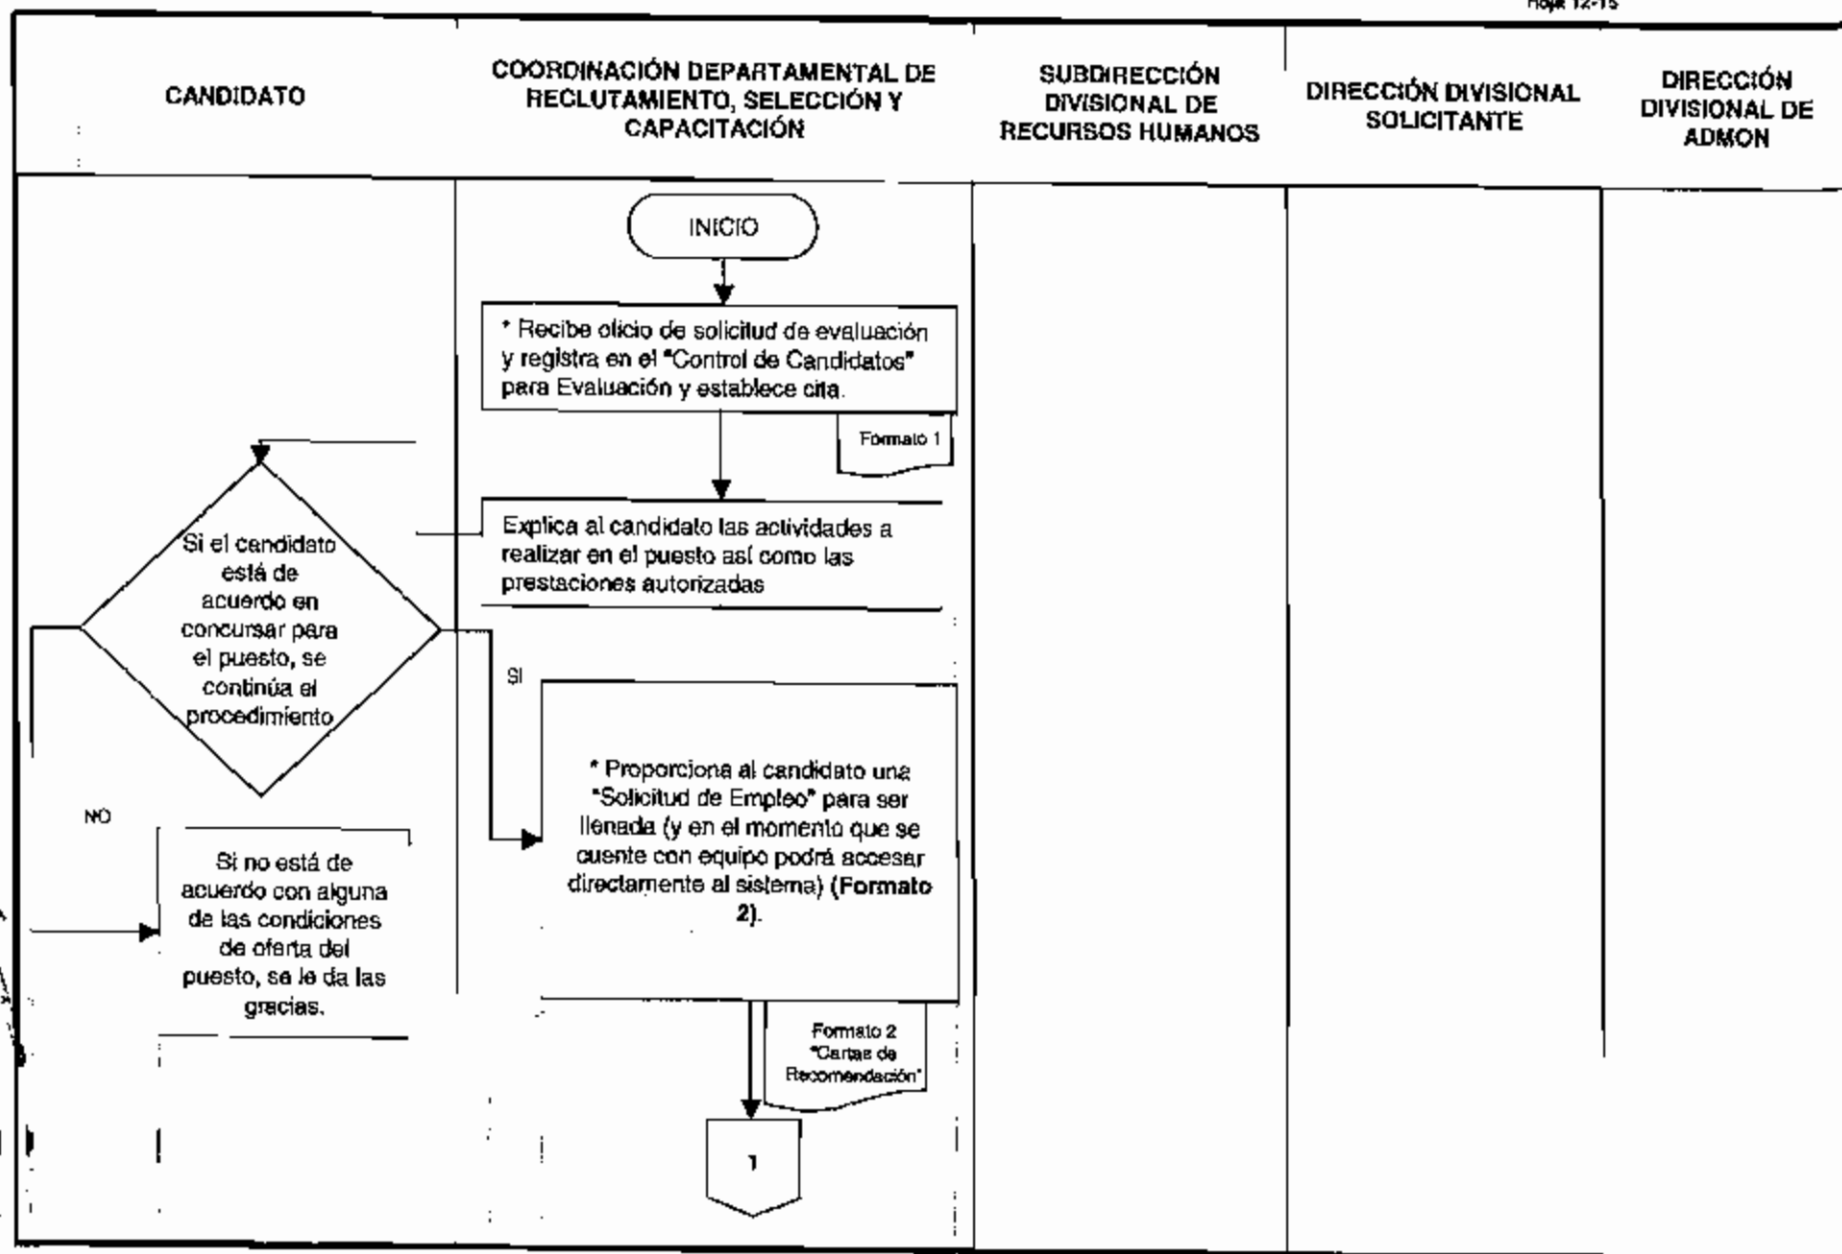 Hoja 12-15
CANDIDATO
COORDINACIÓN DEPARTAMENTAL DE
RECLUTAMIENTO, SELECCIÓN Y
CAPACITACIÓN
SUBDIRECCIÓN
DIVISIONAL DE
RECURSOS HUMANOS
DIRECCIÓN DIVISIONAL
SOLICITANTE
DIRECCIÓN
DIVISIONAL DE
ADMON
INICIO
* Recibe oficio de solicitud de evaluación
y registra en el "Control de Candidatos"
para Evaluación y establece cita.
Formato 1
Explica al candidato las actividades a
realizar en el puesto así como las
prestaciones autorizadas
Si el candidato
está de
acuerdo en
concursar para
el puesto, se
continúa el
procedimiento
SI
NO
* Proporciona al candidato una
"Solicitud de Empleo" para ser
llenada (y en el momento que se
cuente con equipo podrá accesar
directamente al sistema) (Formato
2).
Si no está de
acuerdo con alguna
de las condiciones
de oferta del
puesto, se le da las
gracias.
Formato 2
"Cartas de
Recomendación"
1